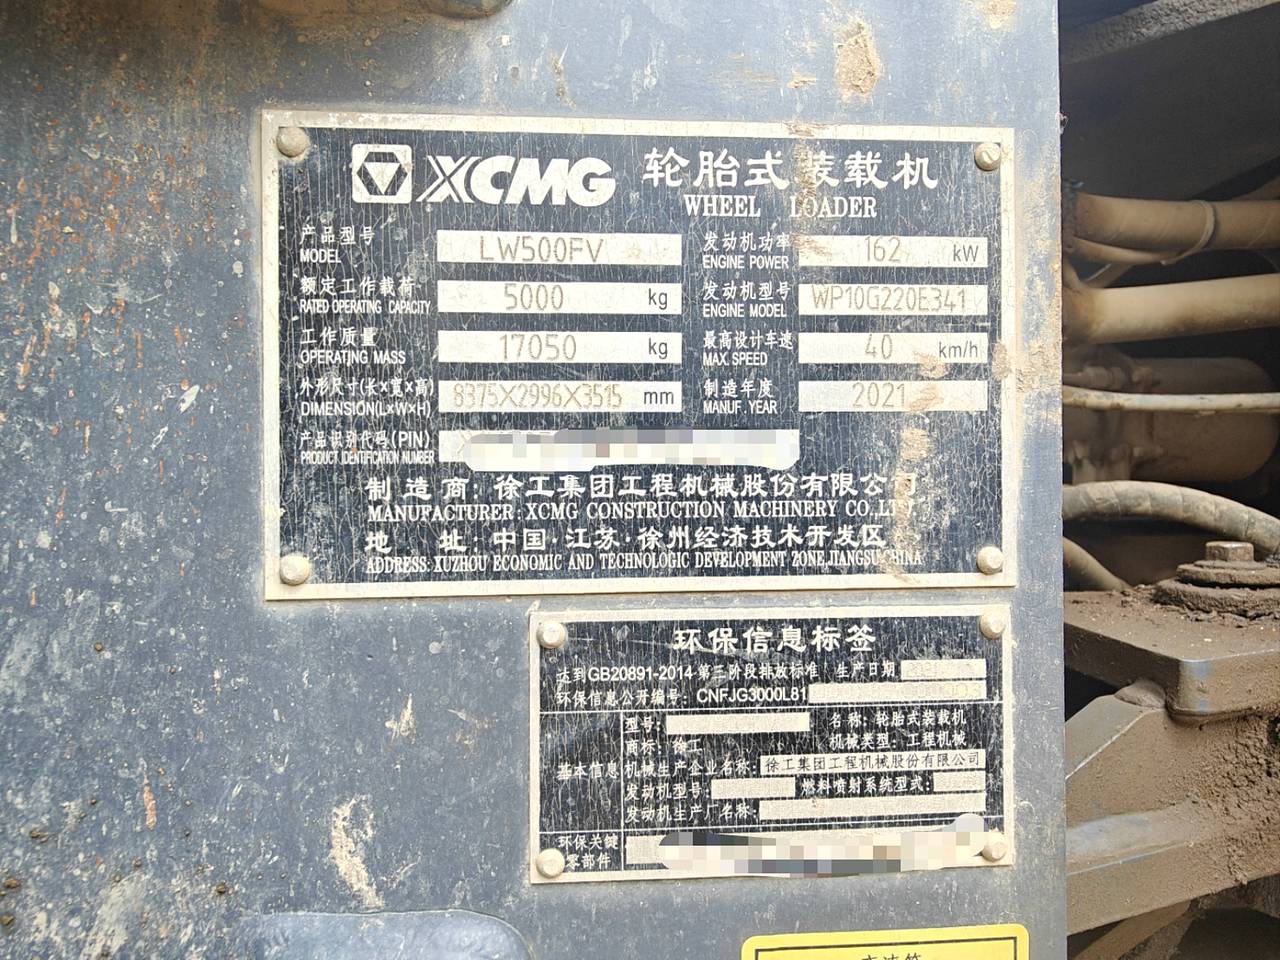 XCMG 轮胎式装载机
WHEEL LOADER
产品型号 LW500FV 发动机功率 162 kW
MODEL ENGINE POWER
额定工作载荷 5000 kg 发动机型号 WP10G220E341
RATED OPERATING CAPACITY ENGINE MODEL
工作质量 17050 kg 最高设计车速 40 km/h
OPERATING MASS MAX. SPEED
外形尺寸(长×宽×高) 8375X2996X3515 mm 制造年度 2021
DIMENSION(L×W×H) MANUF. YEAR
产品识别代码(PIN)
PRODUCT IDENTIFICATION NUMBER
制造商:徐工集团工程机械股份有限公司
MANUFACTURER: XCMG CONSTRUCTION MACHINERY CO.,LTD.
地 址:中国·江苏·徐州经济技术开发区
ADDRESS: XUZHOU ECONOMIC AND TECHNOLOGIC DEVELOPMENT ZONE,JIANGSU,CHINA
环保信息标签
达到GB20891-2014 第三阶段排放标准 生产日期
环保信息公开编号: CNFJG3000L81
型号: 名称: 轮胎式装载机
商标: 徐工 机械类型: 工程机械
基本信息 机械生产企业名称: 徐工集团工程机械股份有限公司
发动机型号: 燃料喷射系统型式:
发动机生产厂名称:
环保关键
零部件